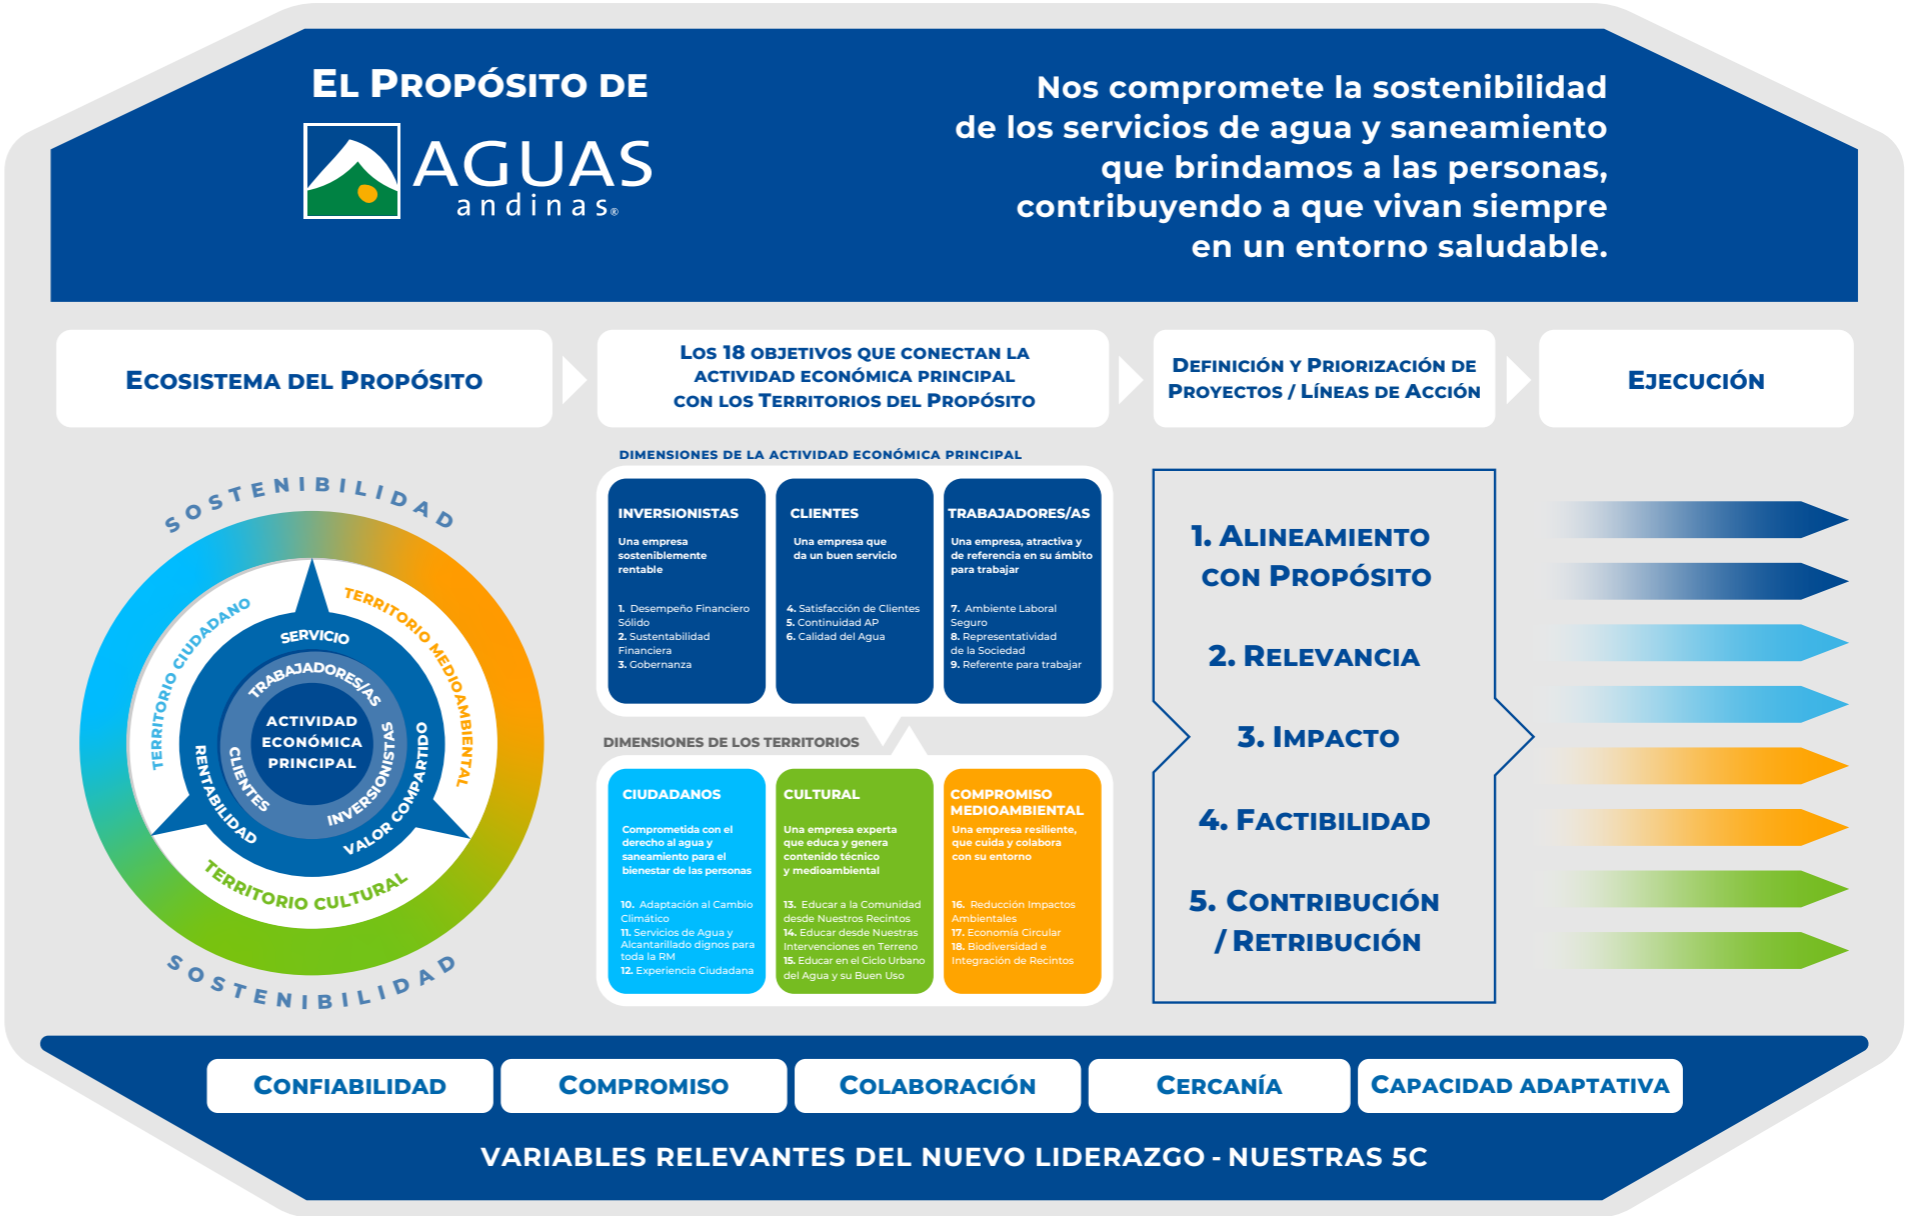 EL PROPÓSITO DE
AGUAS
andinas®
Nos compromete la sostenibilidad
de los servicios de agua y saneamiento
que brindamos a las personas,
contribuyendo a que vivan siempre
en un entorno saludable.
ECOSISTEMA DEL PROPÓSITO
LOS 18 OBJETIVOS QUE CONECTAN LA
ACTIVIDAD ECONÓMICA PRINCIPAL
CON LOS TERRITORIOS DEL PROPÓSITO
DEFINICIÓN Y PRIORIZACIÓN DE
PROYECTOS / LÍNEAS DE ACCIÓN
EJECUCIÓN
SOSTENIBILIDAD
TERRITORIO CIUDADANO
TERRITORIO MEDIOAMBIENTAL
TERRITORIO CULTURAL
SERVICIO
RENTABILIDAD
VALOR COMPARTIDO
TRABAJADORES/AS
CLIENTES
INVERSIONISTAS
ACTIVIDAD
ECONÓMICA
PRINCIPAL
SOSTENIBILIDAD
DIMENSIONES DE LA ACTIVIDAD ECONÓMICA PRINCIPAL
INVERSIONISTAS
Una empresa
sosteniblemente
rentable
1. Desempeño Financiero
Sólido
2. Sustentabilidad
Financiera
3. Gobernanza
CLIENTES
Una empresa que
da un buen servicio
4. Satisfacción de Clientes
5. Continuidad AP
6. Calidad del Agua
TRABAJADORES/AS
Una empresa, atractiva y
de referencia en su ámbito
para trabajar
7. Ambiente Laboral
Seguro
8. Representatividad
de la Sociedad
9. Referente para trabajar
DIMENSIONES DE LOS TERRITORIOS
CIUDADANOS
Comprometida con el
derecho al agua y
saneamiento para el
bienestar de las personas
10. Adaptación al Cambio
Climático
11. Servicios de Agua y
Alcantarillado dignos para
toda la RM
12. Experiencia Ciudadana
CULTURAL
Una empresa experta
que educa y genera
contenido técnico
y medioambiental
13. Educar a la Comunidad
desde Nuestros Recintos
14. Educar desde Nuestras
Intervenciones en Terreno
15. Educar en el Ciclo Urbano
del Agua y su Buen Uso
COMPROMISO
MEDIOAMBIENTAL
Una empresa resiliente,
que cuida y colabora
con su entorno
16. Reducción Impactos
Ambientales
17. Economía Circular
18. Biodiversidad e
Integración de Recintos
1. ALINEAMIENTO
CON PROPÓSITO
2. RELEVANCIA
3. IMPACTO
4. FACTIBILIDAD
5. CONTRIBUCIÓN
/ RETRIBUCIÓN
CONFIABILIDAD
COMPROMISO
COLABORACIÓN
CERCANÍA
CAPACIDAD ADAPTATIVA
VARIABLES RELEVANTES DEL NUEVO LIDERAZGO - NUESTRAS 5C